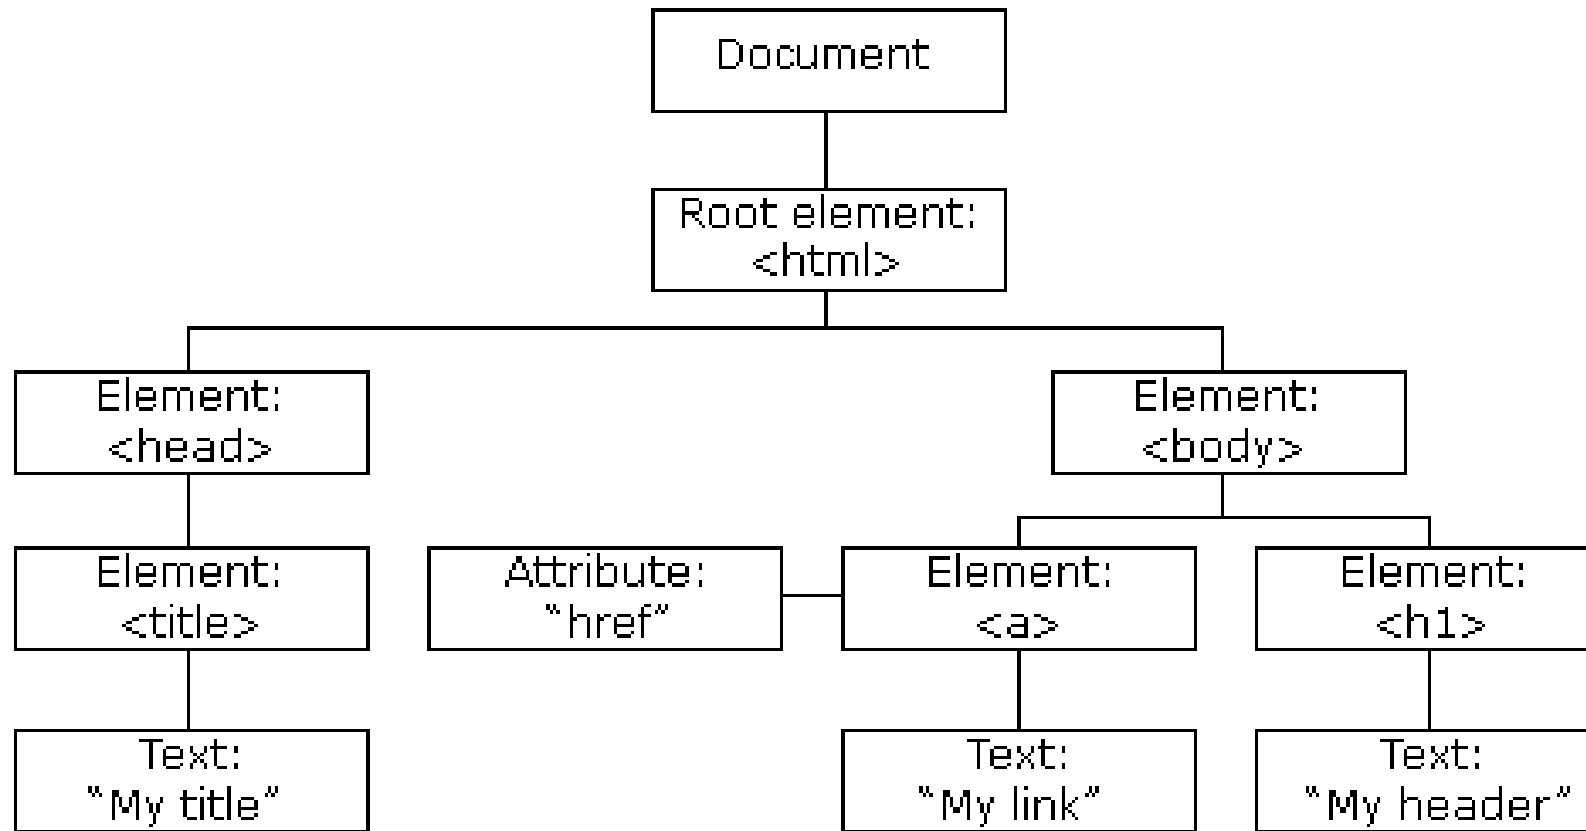 Document
Root element:
<html>
Element:
<head>
Element:
<body>
Element:
<title>
Attribute:
“href”
Element:
<a>
Element:
<h1>
Text:
“My title”
Text:
“My link”
Text:
“My header”